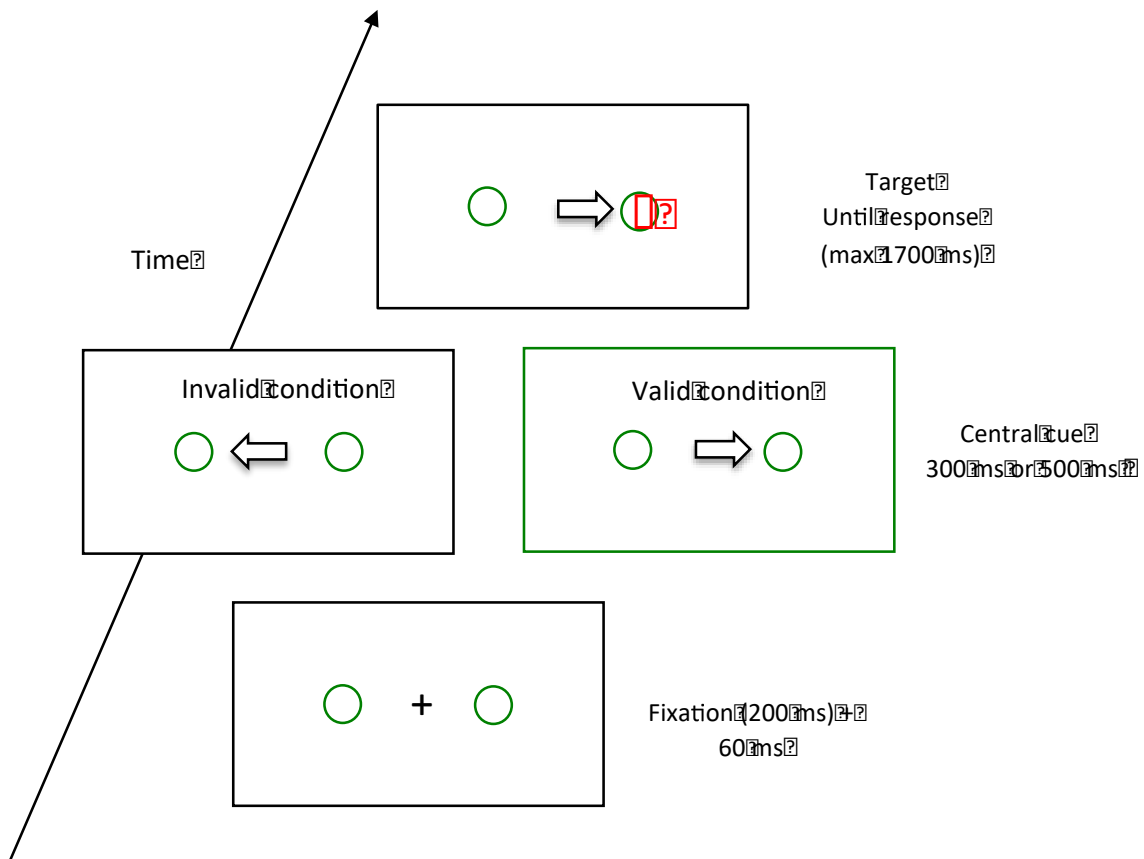 Target
Until response
(max 1700 ms)
Time
Invalid condition
Valid condition
Central cue
300 ms or 500 ms
+
Fixation (200 ms) +
60 ms